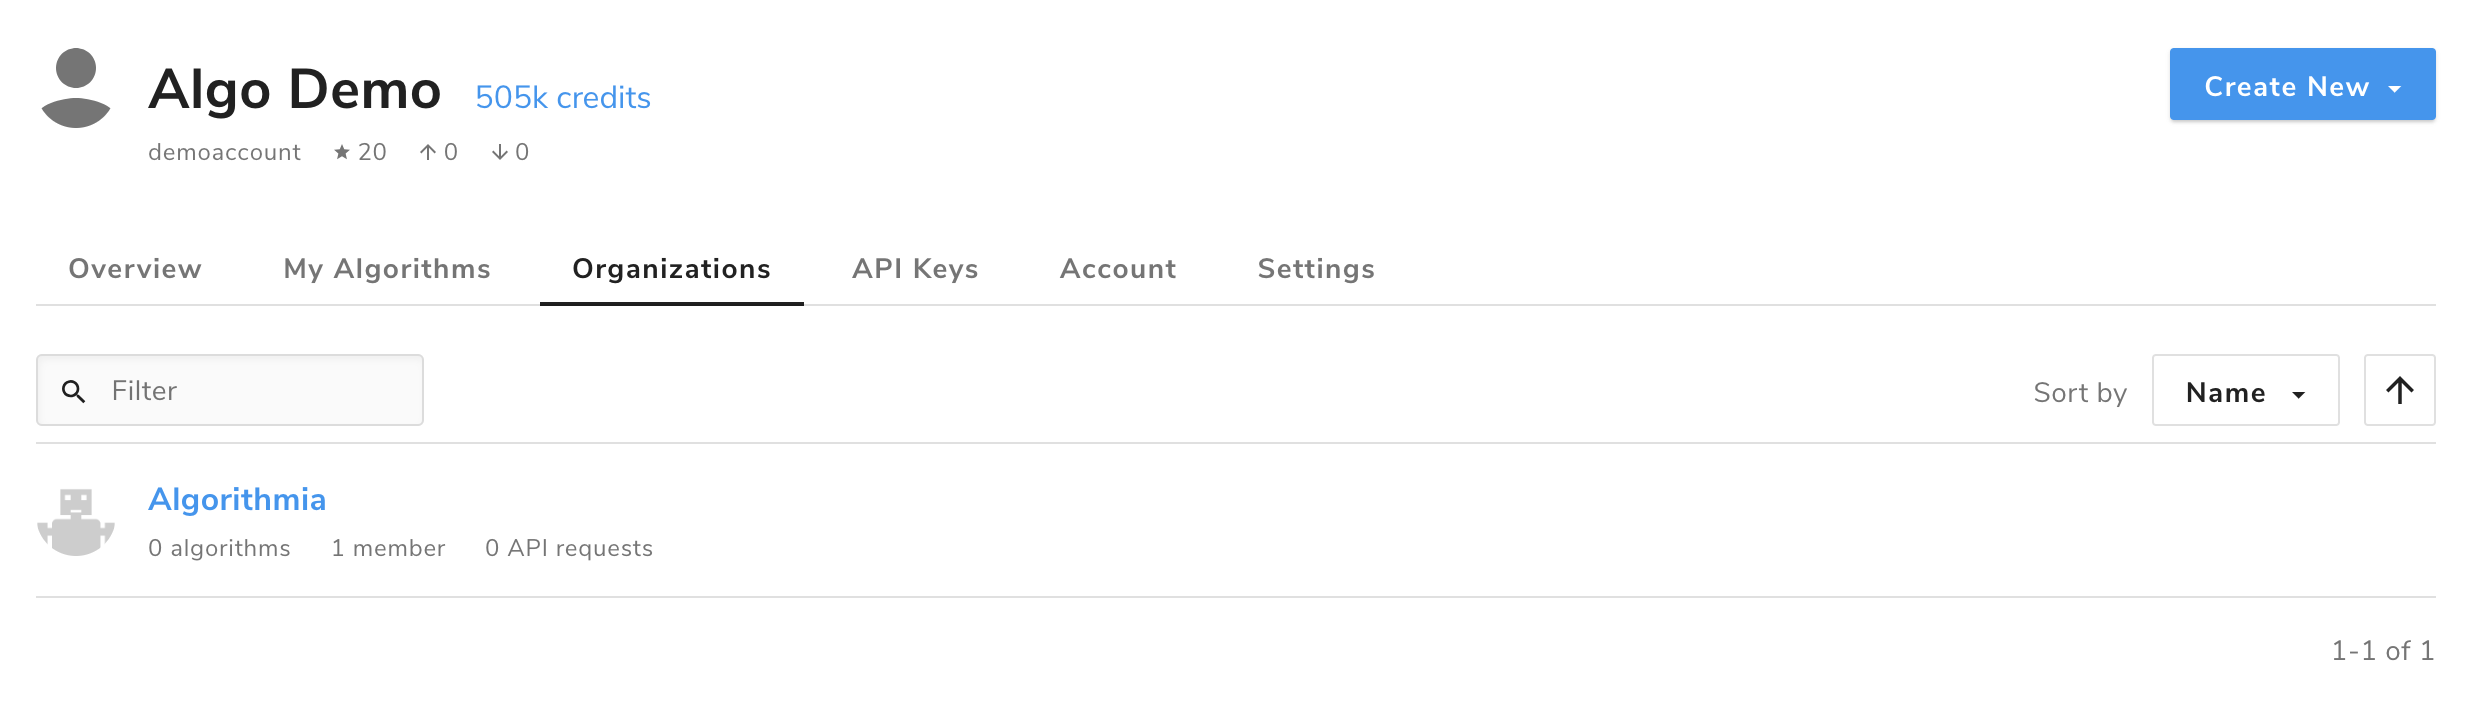 Algo Demo 505k credits
Create New
demoaccount 20 0 0
Overview My Algorithms Organizations API Keys Account Settings
Filter
Sort by Name
Algorithmia
0 algorithms 1 member 0 API requests
1-1 of 1